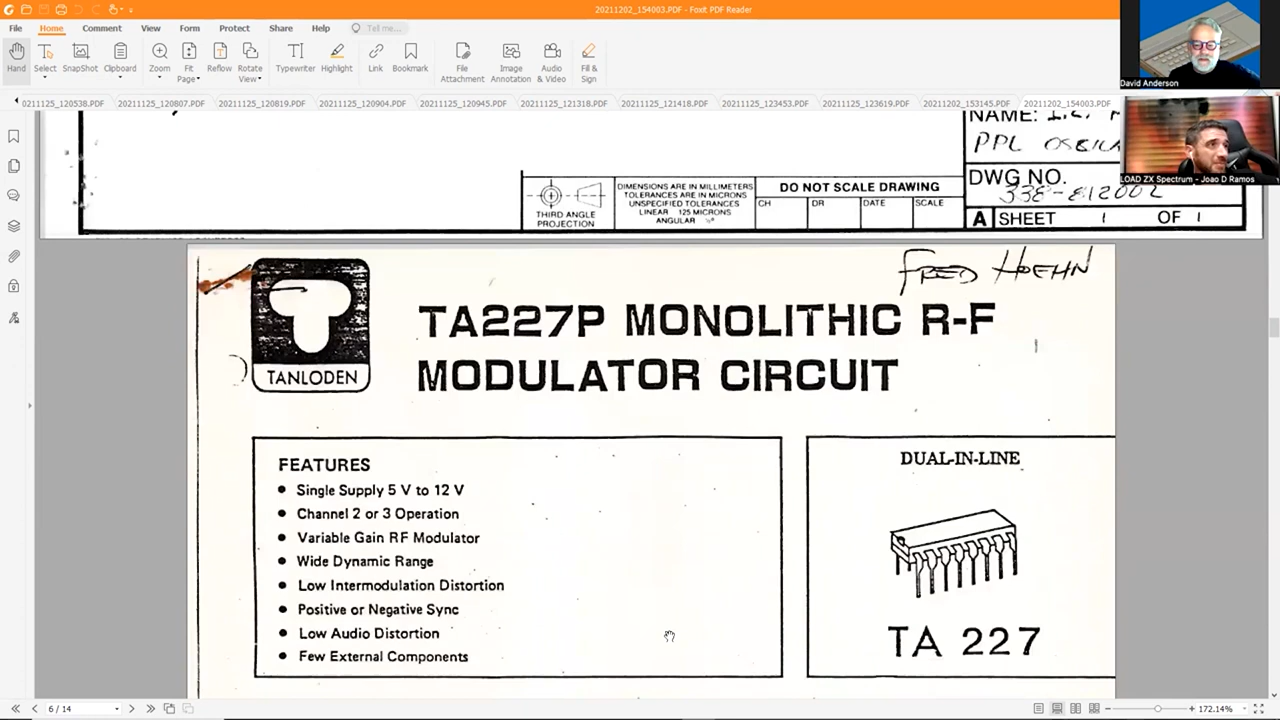 20211202_154003.PDF - Foxit PDF Reader
File Home Comment View Form Protect Share Help Tell me...
Hand Select SnapShot Clipboard Zoom Fit Page Reflow Rotate View Typewriter Highlight Link Bookmark File Attachment Image Annotation Audio & Video Fill & Sign
David Anderson
LOAD ZX Spectrum - Joao D Ramos
0211125_120538.PDF 20211125_120807.PDF 20211125_120819.PDF 20211125_120904.PDF 20211125_120945.PDF 20211125_121318.PDF 20211125_121418.PDF 20211125_123453.PDF 20211125_123619.PDF 20211202_153145.PDF 20211202_154003.PDF
NAME: I.C.
PPL
DWG NO.
338-812002
A SHEET 1 OF 1
THIRD ANGLE
PROJECTION
DIMENSIONS ARE IN MILLIMETERS
TOLERANCES ARE IN MICRONS
UNSPECIFIED TOLERANCES
LINEAR 125 MICRONS
ANGULAR
DO NOT SCALE DRAWING
CH DR DATE SCALE
FRED HOEHN
TANLODEN
TA227P MONOLITHIC R-F
MODULATOR CIRCUIT
FEATURES
● Single Supply 5 V to 12 V
● Channel 2 or 3 Operation
● Variable Gain RF Modulator
● Wide Dynamic Range
● Low Intermodulation Distortion
● Positive or Negative Sync
● Low Audio Distortion
● Few External Components
DUAL-IN-LINE
TA 227
6 / 14
172.14%